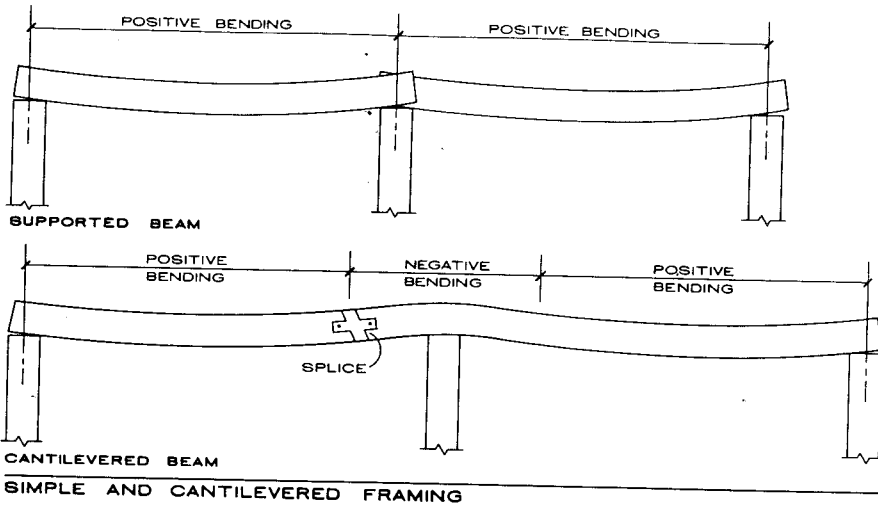 POSITIVE BENDING
POSITIVE BENDING
SUPPORTED BEAM
POSITIVE
BENDING
NEGATIVE
BENDING
POSITIVE
BENDING
SPLICE
CANTILEVERED BEAM
SIMPLE AND CANTILEVERED FRAMING